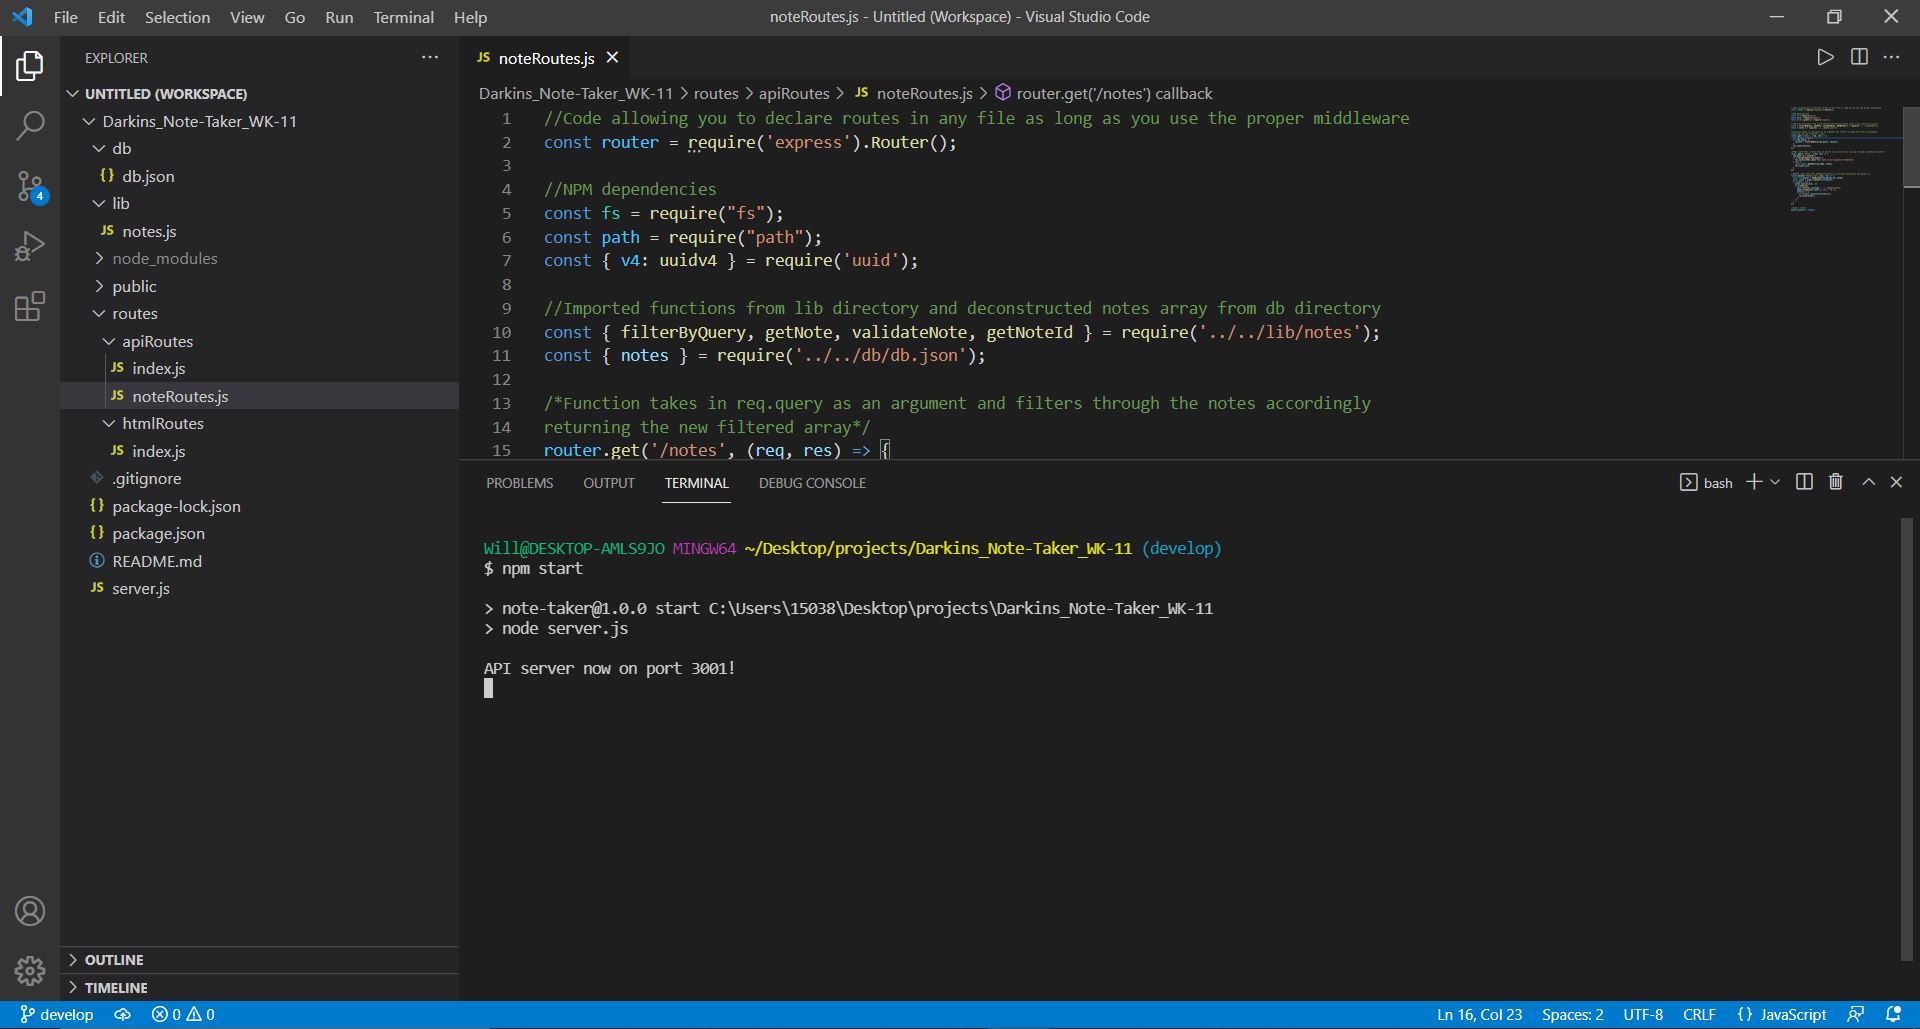 File Edit Selection View Go Run Terminal Help
noteRoutes.js - Untitled (Workspace) - Visual Studio Code
EXPLORER
UNTITLED (WORKSPACE)
Darkins_Note-Taker_WK-11
db
{} db.json
lib
JS notes.js
node_modules
public
routes
apiRoutes
JS index.js
JS noteRoutes.js
htmlRoutes
JS index.js
.gitignore
{} package-lock.json
{} package.json
README.md
JS server.js
OUTLINE
TIMELINE
4
JS noteRoutes.js
Darkins_Note-Taker_WK-11 > routes > apiRoutes > JS noteRoutes.js > router.get('/notes') callback
1 //Code allowing you to declare routes in any file as long as you use the proper middleware
2 const router = require('express').Router();
3
4 //NPM dependencies
5 const fs = require("fs");
6 const path = require("path");
7 const { v4: uuidv4 } = require('uuid');
8
9 //Imported functions from lib directory and deconstructed notes array from db directory
10 const { filterByQuery, getNote, validateNote, getNoteId } = require('../../lib/notes');
11 const { notes } = require('../../db/db.json');
12
13 /*Function takes in req.query as an argument and filters through the notes accordingly
14 returning the new filtered array*/
15 router.get('/notes', (req, res) => {
PROBLEMS OUTPUT TERMINAL DEBUG CONSOLE
bash
Will@DESKTOP-AMLS9JO MINGW64 ~/Desktop/projects/Darkins_Note-Taker_WK-11 (develop)
$ npm start
> note-taker@1.0.0 start C:\Users\15038\Desktop\projects\Darkins_Note-Taker_WK-11
> node server.js
API server now on port 3001!
develop 0 0
Ln 16, Col 23 Spaces: 2 UTF-8 CRLF {} JavaScript